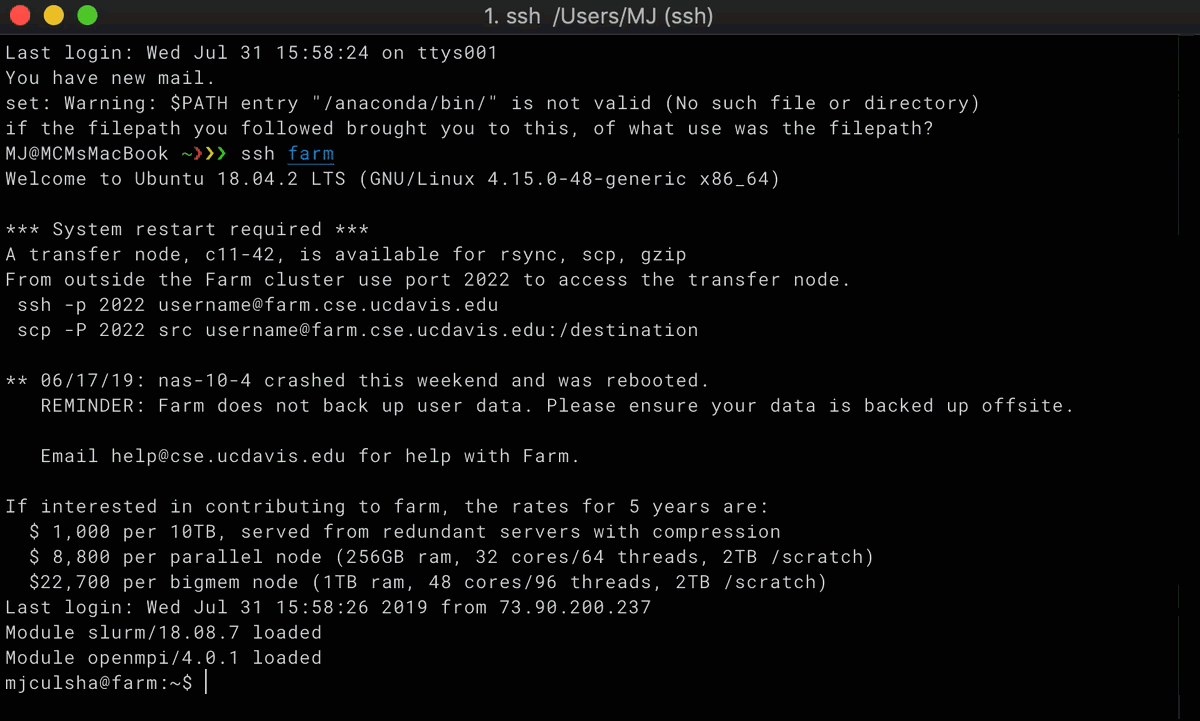 1. ssh  /Users/MJ (ssh)
Last login: Wed Jul 31 15:58:24 on ttys001
You have new mail.
set: Warning: $PATH entry "/anaconda/bin/" is not valid (No such file or directory)
if the filepath you followed brought you to this, of what use was the filepath?
MJ@MCMsMacBook ~❯❯❯ ssh farm
Welcome to Ubuntu 18.04.2 LTS (GNU/Linux 4.15.0-48-generic x86_64)

*** System restart required ***
A transfer node, c11-42, is available for rsync, scp, gzip
From outside the Farm cluster use port 2022 to access the transfer node.
 ssh -p 2022 username@farm.cse.ucdavis.edu
 scp -P 2022 src username@farm.cse.ucdavis.edu:/destination

** 06/17/19: nas-10-4 crashed this weekend and was rebooted.
   REMINDER: Farm does not back up user data. Please ensure your data is backed up offsite.

   Email help@cse.ucdavis.edu for help with Farm.

If interested in contributing to farm, the rates for 5 years are:
  $ 1,000 per 10TB, served from redundant servers with compression
  $ 8,800 per parallel node (256GB ram, 32 cores/64 threads, 2TB /scratch)
  $22,700 per bigmem node (1TB ram, 48 cores/96 threads, 2TB /scratch)
Last login: Wed Jul 31 15:58:26 2019 from 73.90.200.237
Module slurm/18.08.7 loaded
Module openmpi/4.0.1 loaded
mjculsha@farm:~$